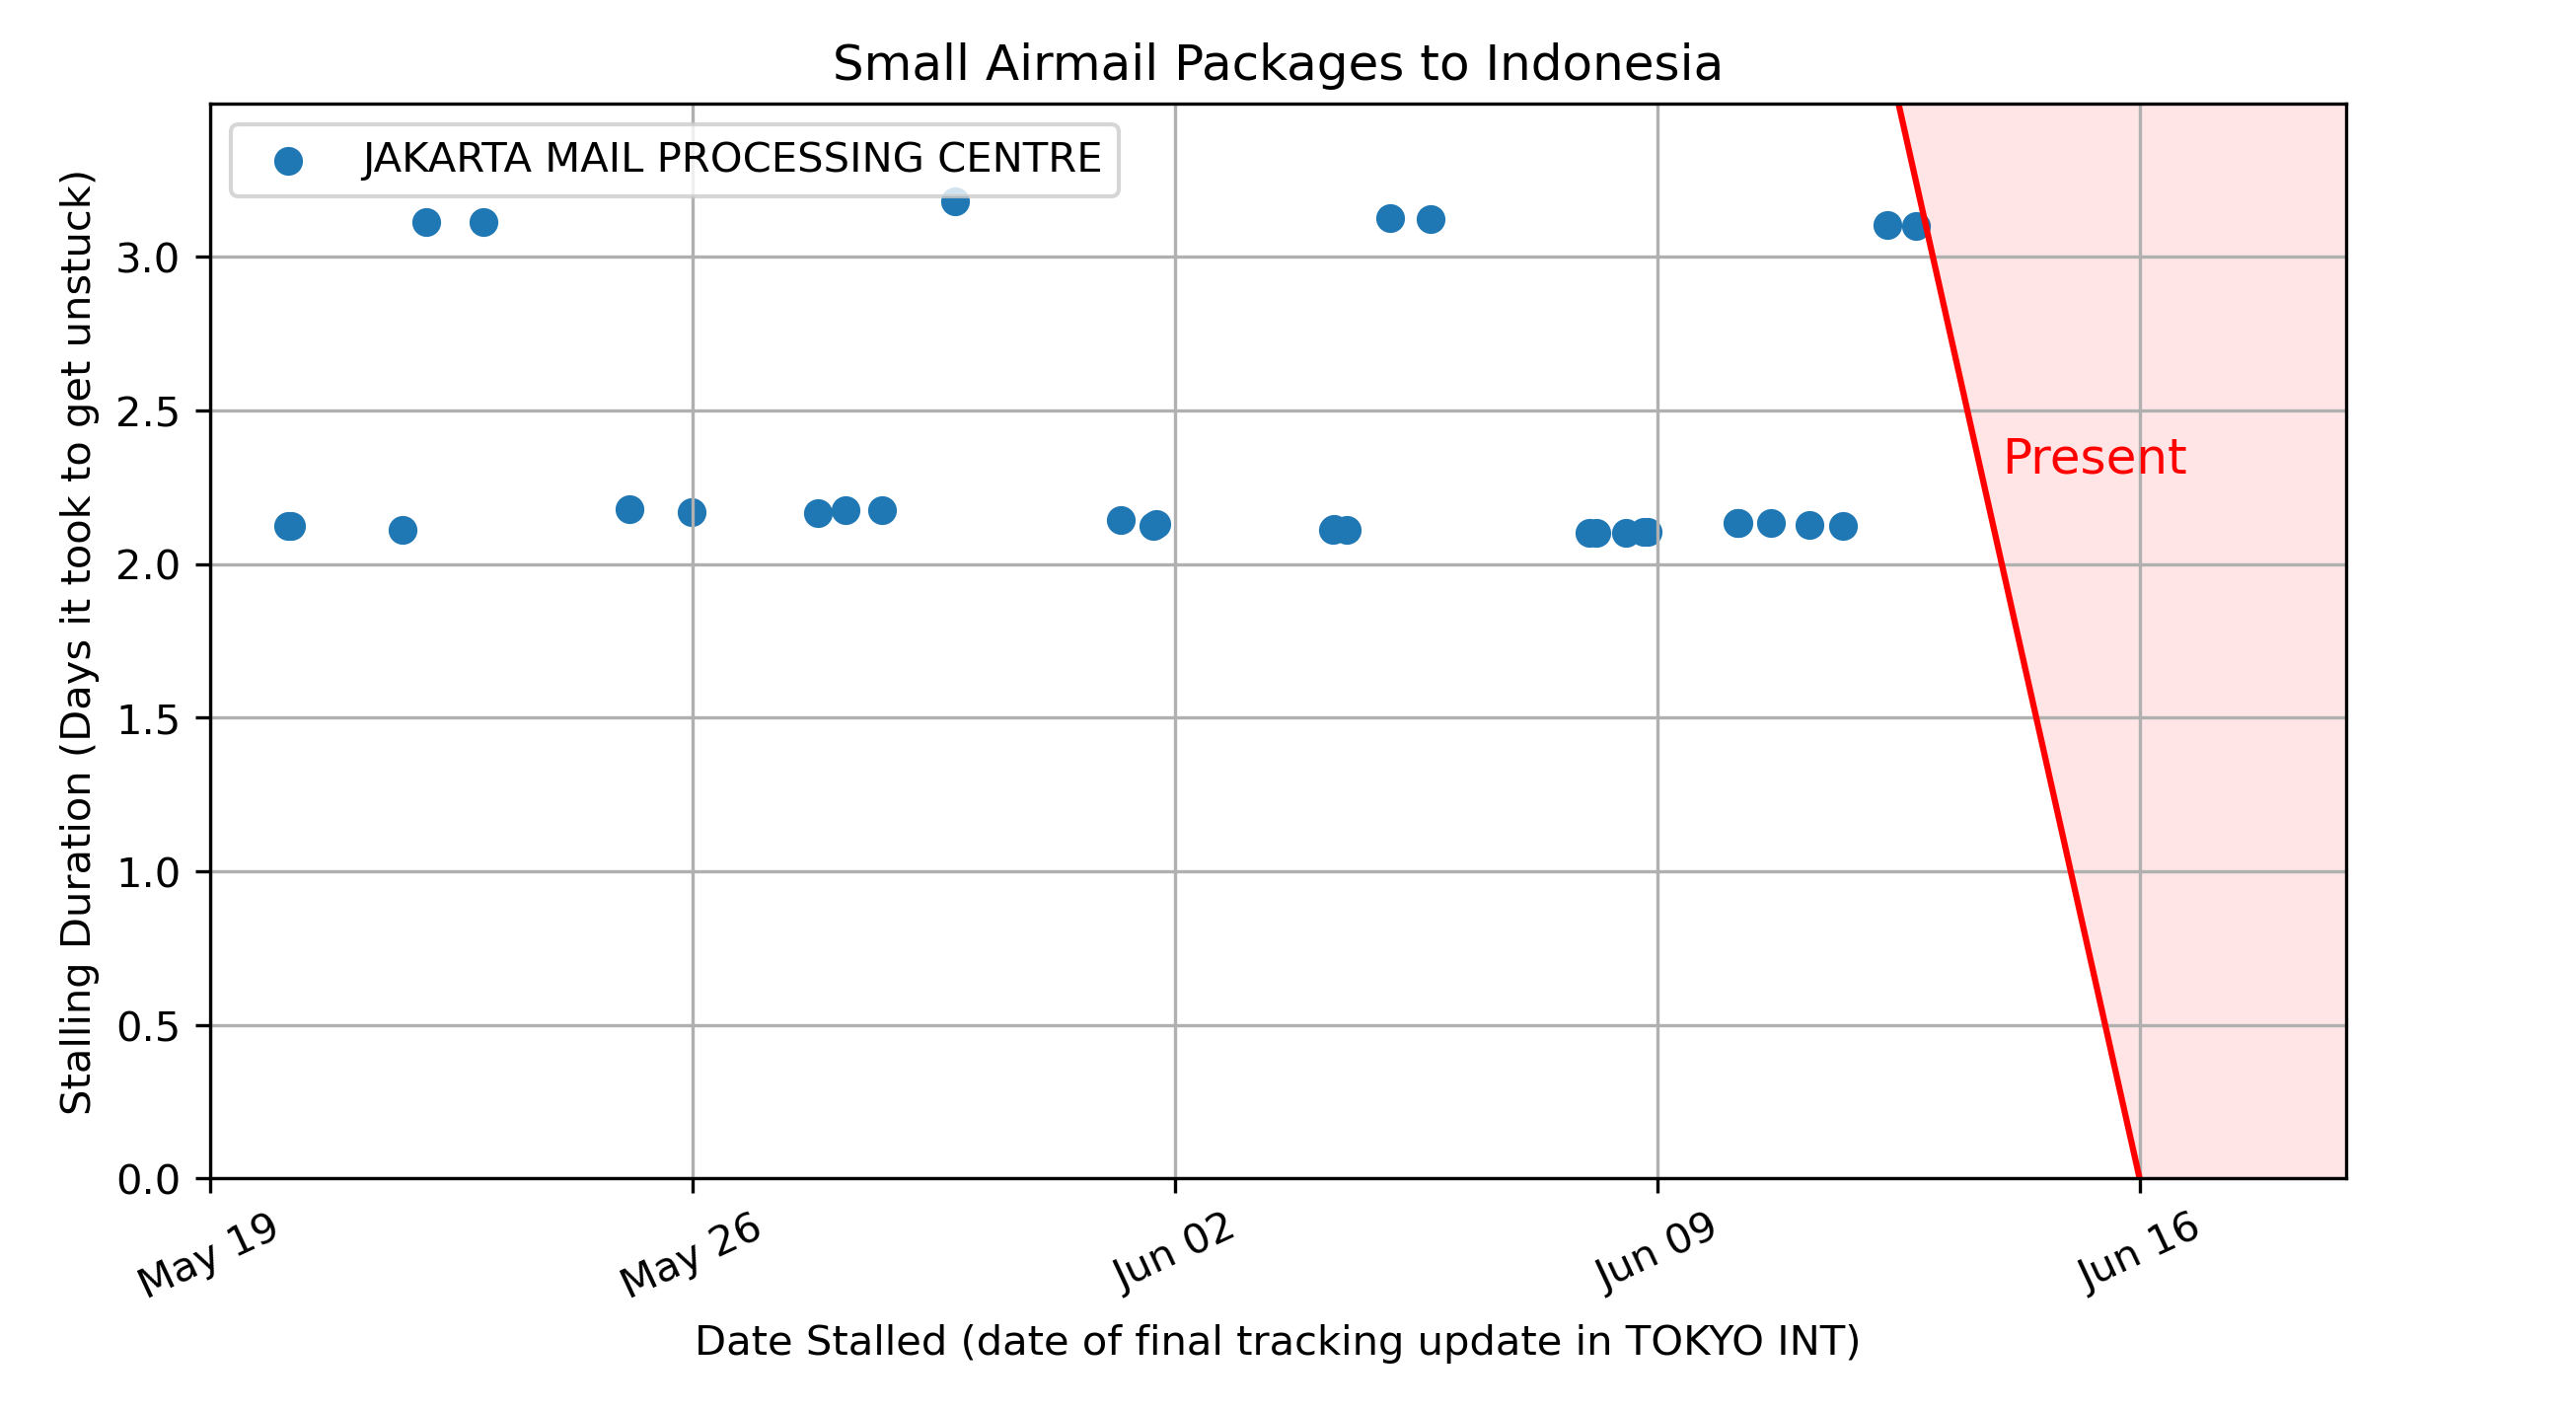 Small Airmail Packages to Indonesia
JAKARTA MAIL PROCESSING CENTRE
Stalling Duration (Days it took to get unstuck)
3.0
2.5
2.0
1.5
1.0
0.5
0.0
Present
May 19
May 26
Jun 02
Jun 09
Jun 16
Date Stalled (date of final tracking update in TOKYO INT)